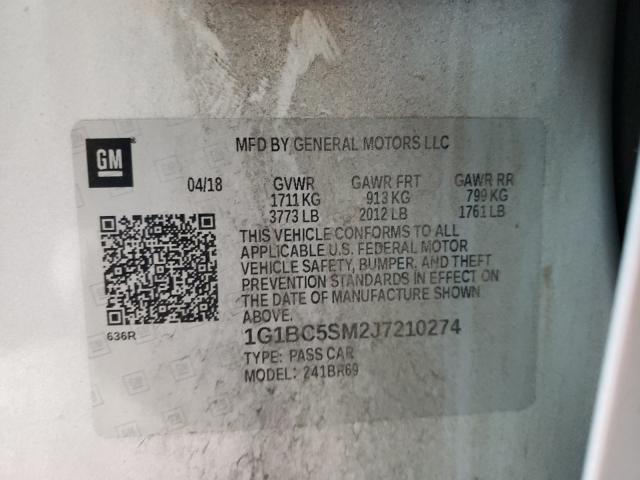 GM
MFD BY GENERAL MOTORS LLC
04/18 GVWR GAWR FRT GAWR RR
1711 KG 913 KG 799 KG
3773 LB 2012 LB 1761 LB
THIS VEHICLE CONFORMS TO ALL
APPLICABLE U.S. FEDERAL MOTOR
VEHICLE SAFETY, BUMPER, AND THEFT
PREVENTION STANDARDS IN EFFECT ON
THE DATE OF MANUFACTURE SHOWN
ABOVE.
636R
1G1BC5SM2J7210274
TYPE: PASS CAR
MODEL: 241BR69